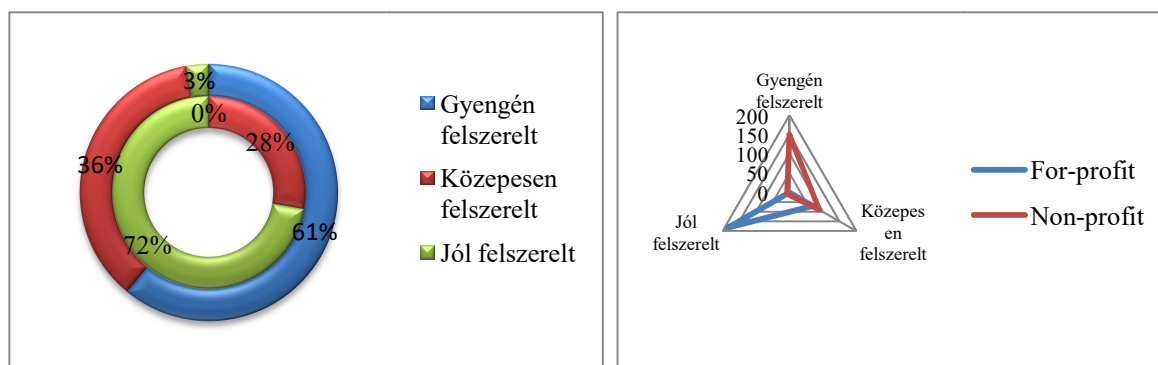 3%
0%
28%
36%
61%
72%
Gyengén
felszerelt
Közepesen
felszerelt
Jól felszerelt
Gyengén
felszerelt
200
150
100
50
0
Jól
felszerelt
Közepes
en
felszerelt
For-profit
Non-profit